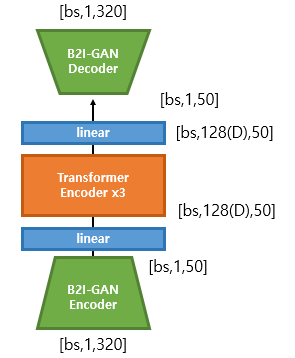 [bs,1,320]
B2I-GAN
Decoder
[bs,1,50]
linear
[bs,128(D),50]
Transformer
Encoder x3
[bs,128(D),50]
linear
[bs,1,50]
B2I-GAN
Encoder
[bs,1,320]